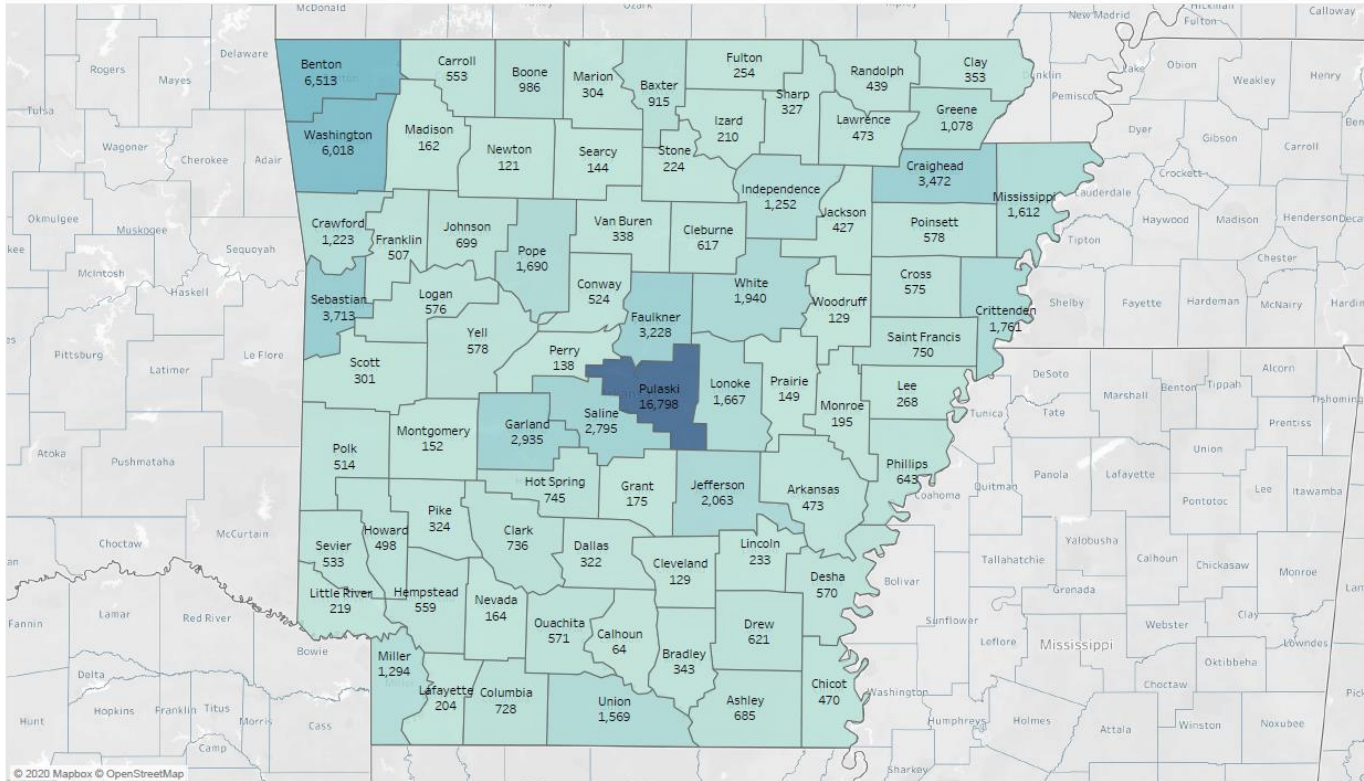 McDonald
Ozark
Ripley
New Madrid
Hickman
Fulton
Calloway
Delaware
Rogers
Mayes
Tulsa
Wagoner
Cherokee
Adair
Okmulgee
Muskogee
Sequoyah
McIntosh
Haskell
Pittsburg
Le Flore
Latimer
Atoka
Pushmataha
Choctaw
McCurtain
Fannin
Lamar
Red River
Bowie
Delta
Hunt
Hopkins
Franklin
Titus
Morris
Cass
Camp
Benton
6,513
Carroll
553
Boone
986
Marion
304
Baxter
915
Fulton
254
Sharp
327
Randolph
439
Clay
353
Greene
1,078
Lawrence
473
Izard
210
Washington
6,018
Madison
162
Newton
121
Searcy
144
Stone
224
Independence
1,252
Craighead
3,472
Mississippi
1,612
Jackson
427
Poinsett
578
Crawford
1,223
Franklin
507
Johnson
699
Pope
1,690
Van Buren
338
Cleburne
617
White
1,940
Woodruff
129
Cross
575
Crittenden
1,761
Sebastian
3,713
Logan
576
Conway
524
Faulkner
3,228
Saint Francis
750
Yell
578
Perry
138
Scott
301
Pulaski
16,798
Lonoke
1,667
Prairie
149
Monroe
195
Lee
268
Phillips
643
Garland
2,935
Saline
2,795
Montgomery
152
Polk
514
Hot Spring
745
Grant
175
Jefferson
2,063
Arkansas
473
Howard
498
Pike
324
Clark
736
Dallas
322
Cleveland
129
Lincoln
233
Desha
570
Sevier
533
Little River
219
Hempstead
559
Nevada
164
Ouachita
571
Calhoun
64
Bradley
343
Drew
621
Miller
1,294
Lafayette
204
Columbia
728
Union
1,569
Ashley
685
Chicot
470
Pemiscot
Lake
Obion
Weakley
Henry
Dyer
Gibson
Carroll
Crockett
Lauderdale
Haywood
Madison
Henderson
Tipton
Chester
Shelby
Fayette
Hardeman
McNairy
DeSoto
Marshall
Benton
Tippah
Alcorn
Tishomingo
Tunica
Tate
Prentiss
Union
Panola
Lafayette
Lee
Itawamba
Quitman
Coahoma
Pontotoc
Yalobusha
Tallahatchie
Calhoun
Chickasaw
Monroe
Bolivar
Grenada
Clay
Sunflower
Webster
Leflore
Mississippi
Lowndes
Oktibbeha
Choctaw
Washington
Humphreys
Holmes
Attala
Winston
Noxubee
Sharkey
© 2020 Mapbox © OpenStreetMap